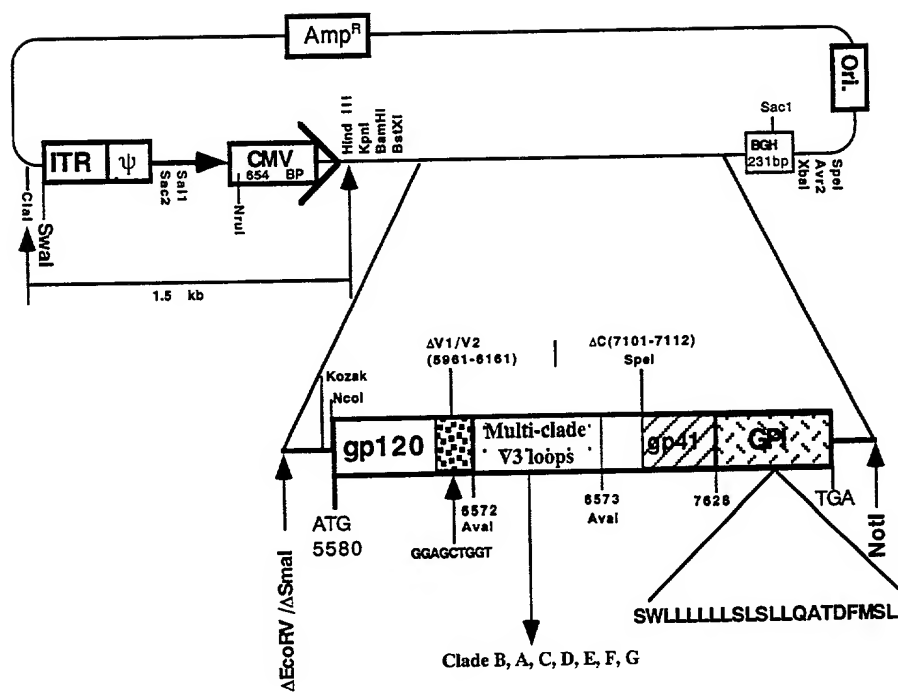 Amp^R
Ori.
Sac1
BGH
231bp
Hind III
KpnI
BamHI
BstXI
ITR
ψ
CMV
654 BP
Sac2
Sal1
NruI
XbaI
Avr2
SpeI
ClaI
SwaI
1.5 kb
ΔV1/V2
(5961-6161)
ΔC(7101-7112)
SpeI
Kozak
NcoI
gp120
Multi-clade
V3 loops
gp41
GPI
ATG
5580
6572
AvaI
6573
AvaI
7628
TGA
GGAGCTGGT
NotI
ΔEcoRV /ΔSmaI
SWLLLLLLSLSLLQATDFMSL
Clade B, A, C, D, E, F, G